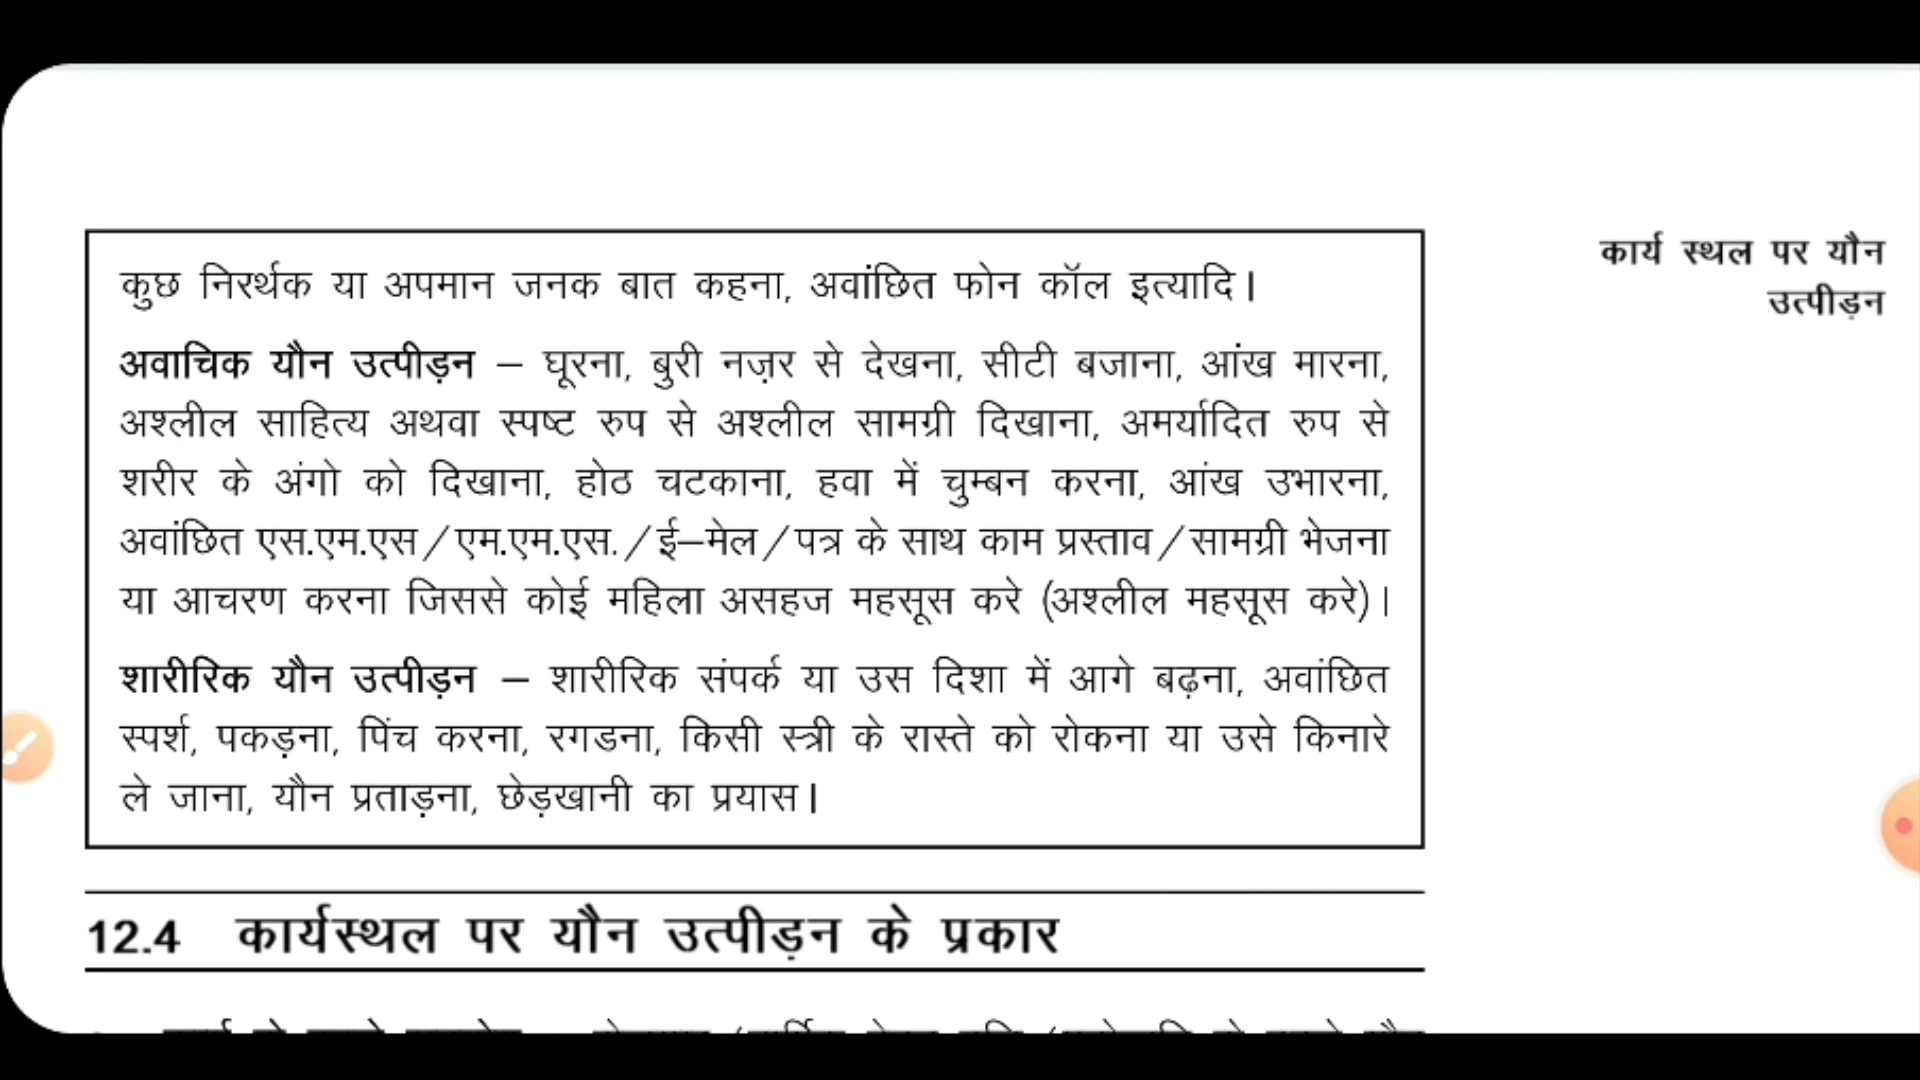 कार्य स्थल पर यौन
उत्पीड़न
कुछ निरर्थक या अपमान जनक बात कहना, अवांछित फोन कॉल इत्यादि।
अवाचिक यौन उत्पीड़न – घूरना, बुरी नज़र से देखना, सीटी बजाना, आंख मारना,
अश्लील साहित्य अथवा स्पष्ट रुप से अश्लील सामग्री दिखाना, अमर्यादित रुप से
शरीर के अंगो को दिखाना, होठ चटकाना, हवा में चुम्बन करना, आंख उभारना,
अवांछित एस.एम.एस/एम.एम.एस./ई–मेल/पत्र के साथ काम प्रस्ताव/सामग्री भेजना
या आचरण करना जिससे कोई महिला असहज महसूस करे (अश्लील महसूस करे)।
शारीरिक यौन उत्पीड़न – शारीरिक संपर्क या उस दिशा में आगे बढ़ना, अवांछित
स्पर्श, पकड़ना, पिंच करना, रगडना, किसी स्त्री के रास्ते को रोकना या उसे किनारे
ले जाना, यौन प्रताड़ना, छेड़खानी का प्रयास।
12.4 कार्यस्थल पर यौन उत्पीड़न के प्रकार